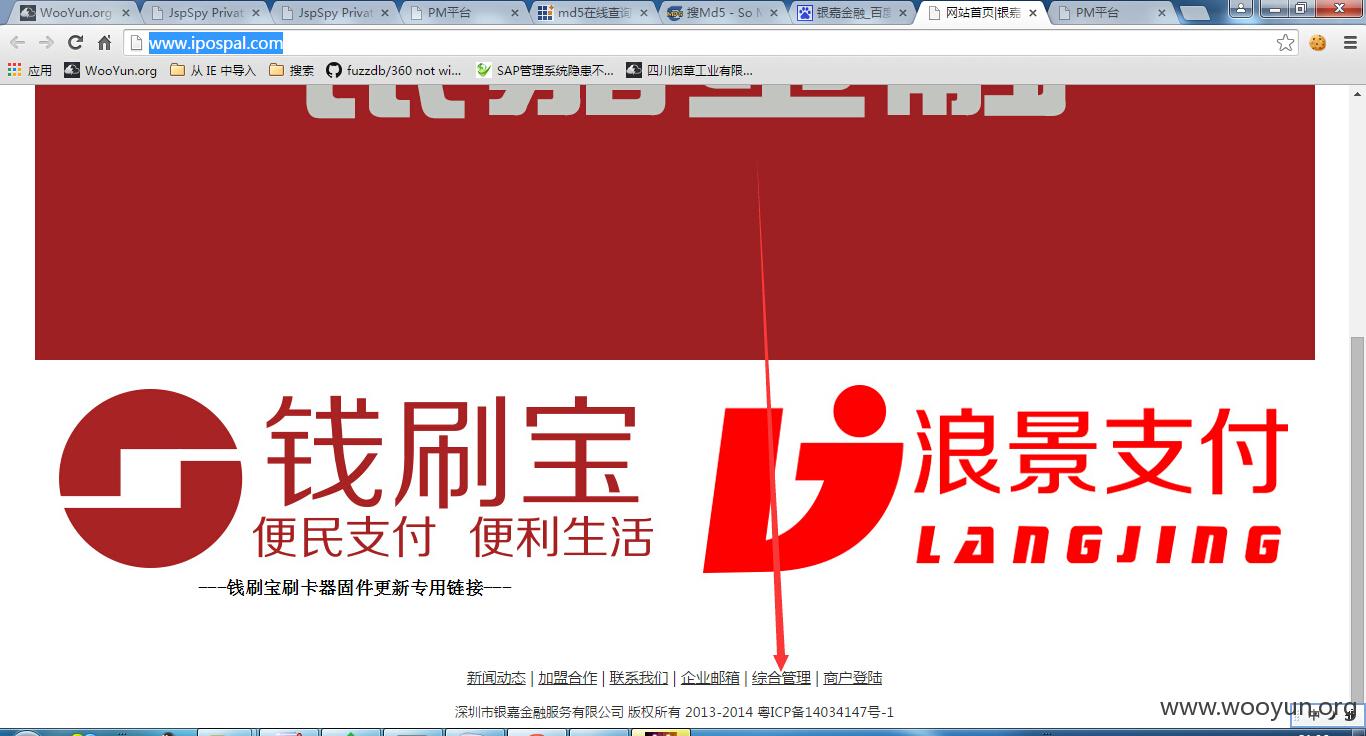 WooYun.org
JspSpy Privat
JspSpy Privat
PM平台
md5在线查询
搜Md5 - So M
银嘉金融_百度
网站首页|银嘉
PM平台
www.ipospal.com
应用
WooYun.org
从 IE 中导入
搜索
fuzzdb/360 not wi...
SAP管理系统隐患不...
四川烟草工业有限...
银嘉金融
钱刷宝
便民支付 便利生活
---钱刷宝刷卡器固件更新专用链接---
浪景支付
LANGJING
新闻动态 | 加盟合作 | 联系我们 | 企业邮箱 | 综合管理 | 商户登陆
深圳市银嘉金融服务有限公司 版权所有 2013-2014 粤ICP备14034147号-1
www.wooyun.org
中